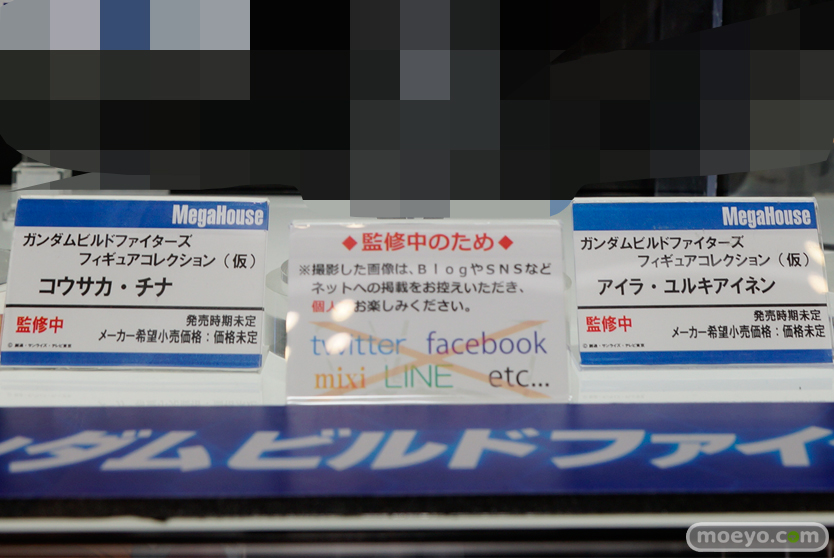 MegaHouse
ガンダムビルドファイターズ
フィギュアコレクション（仮）
コウサカ・チナ
監修中
発売時期未定
メーカー希望小売価格：価格未定
◆監修中のため◆
※撮影した画像は、ＢｌｏｇやＳＮＳなど
ネットへの掲載をお控えいただき、
個人 お楽しみください。
twitter facebook
mixi LINE etc...
MegaHouse
ガンダムビルドファイターズ
フィギュアコレクション（仮）
アイラ・ユルキアイネン
監修中
発売時期未定
メーカー希望小売価格：価格未定
ンダムビルドファイ
moeyo.com